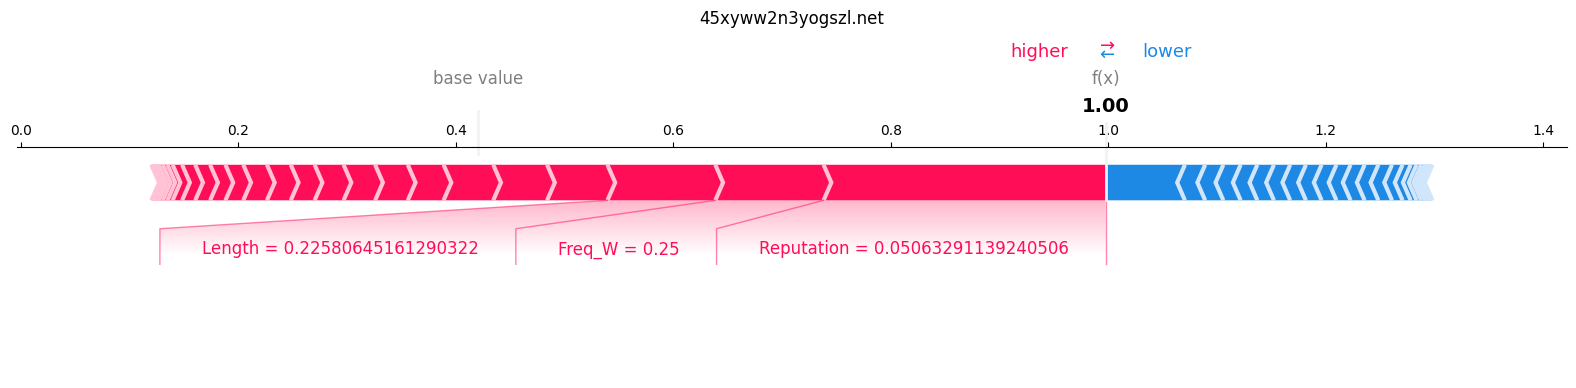 45xyww2n3yogszl.net
higher → ← lower
base value f(x)
1.00
0.0 0.2 0.4 0.6 0.8 1.0 1.2 1.4
Length = 0.22580645161290322 Freq_W = 0.25 Reputation = 0.05063291139240506